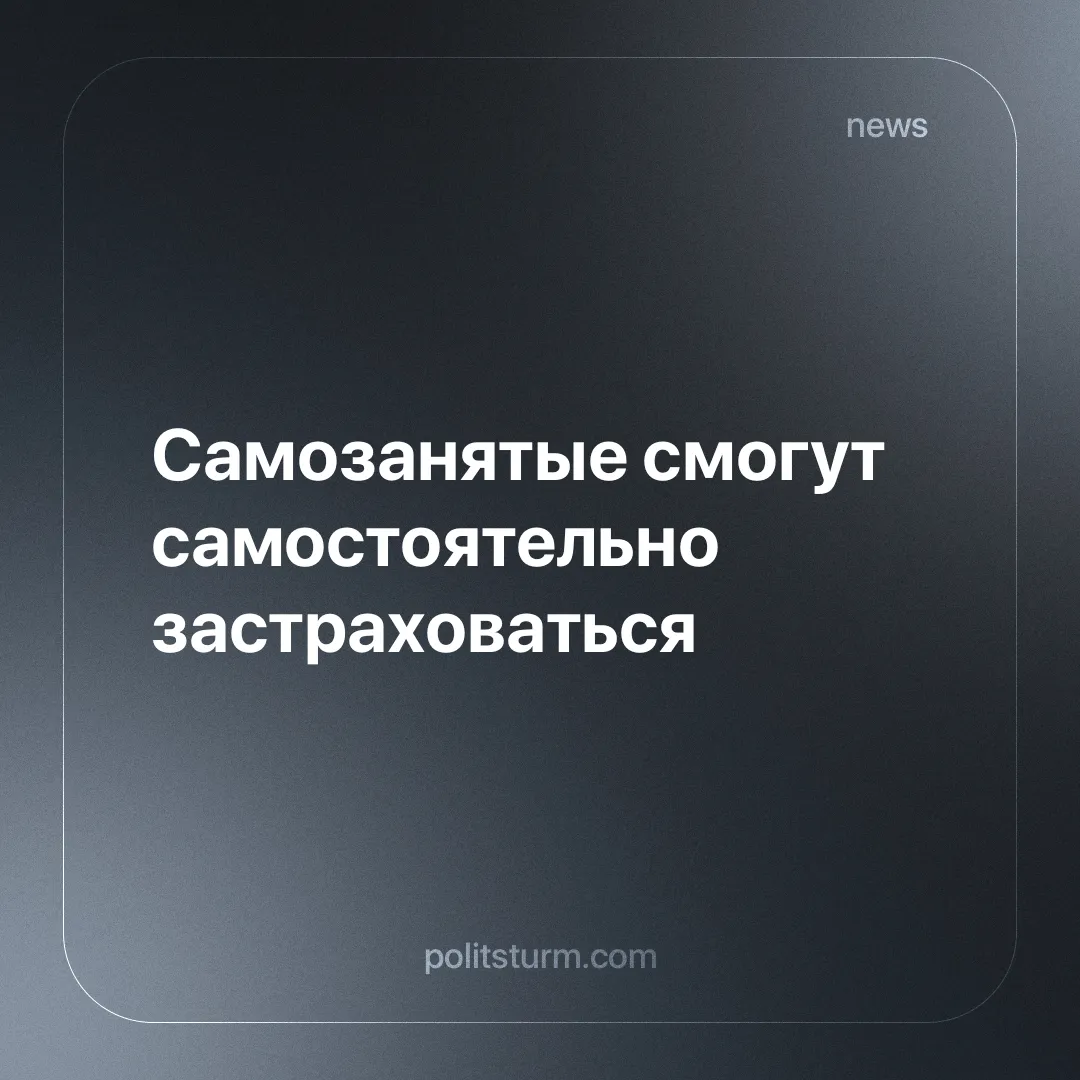 news
Самозанятые смогут
самостоятельно
застраховаться
politsturm.com